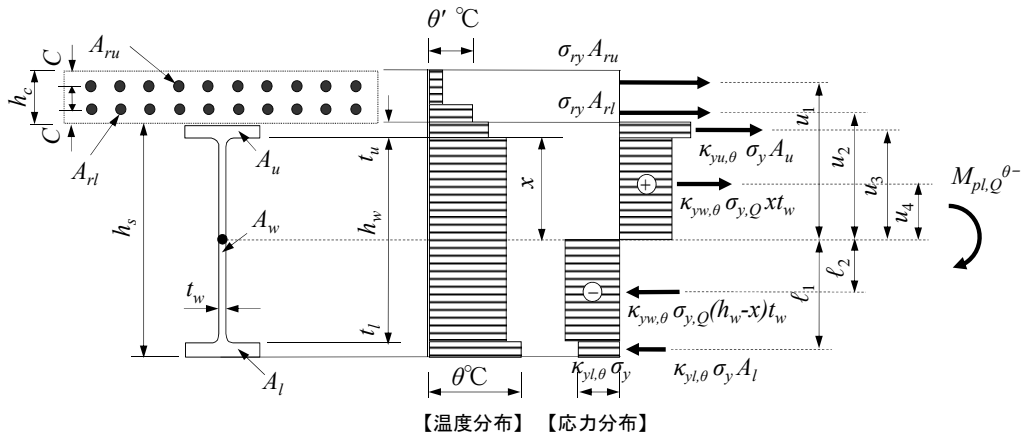 θ′ ℃
C
A_ru
h_c
C
A_rl
A_u
h_s
A_w
t_w
A_l
t_u
x
h_w
t_l
θ℃
σ_ry A_ru
σ_ry A_rl
κ_yu,θ σ_y A_u
+
κ_yw,θ σ_y,Q xt_w
−
κ_yw,θ σ_y,Q(h_w-x)t_w
κ_yl,θ σ_y
κ_yl,θ σ_y A_l
u_1
u_2
u_3
u_4
ℓ_2
ℓ_1
M_pl,Q^θ−
【温度分布】 【応力分布】